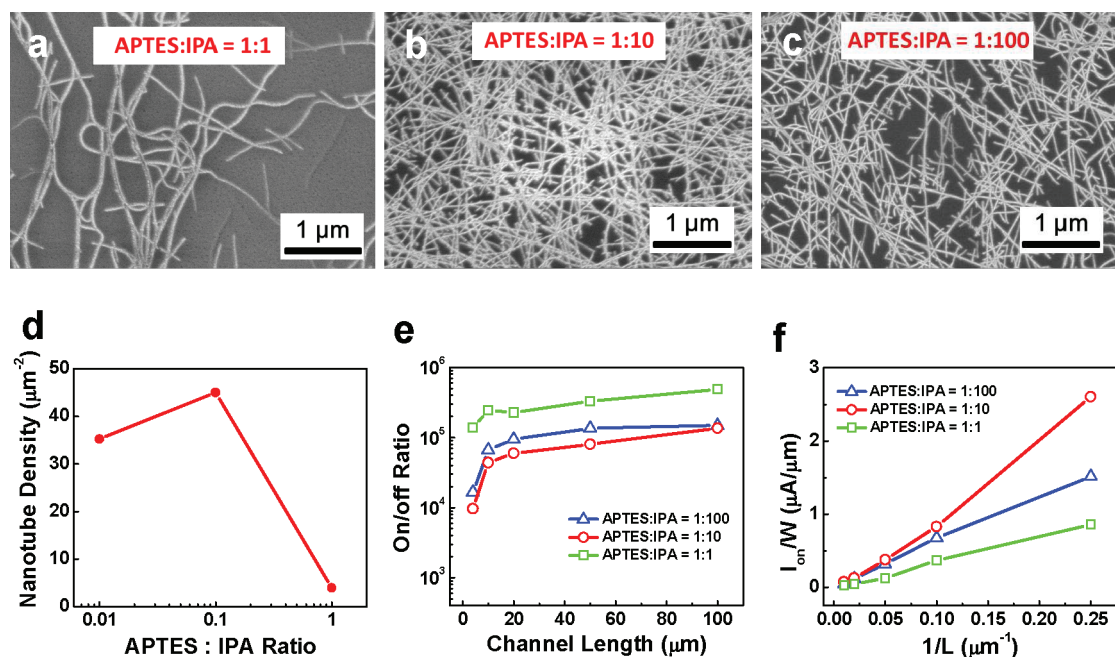 a
APTES:IPA = 1:1
1 μm
b
APTES:IPA = 1:10
1 μm
c
APTES:IPA = 1:100
1 μm
d
Nanotube Density (μm⁻²)
50
40
30
20
10
0
0.01
0.1
1
APTES : IPA Ratio
e
On/off Ratio
10⁶
10⁵
10⁴
10³
APTES:IPA = 1:100
APTES:IPA = 1:10
APTES:IPA = 1:1
0
20
40
60
80
100
Channel Length (μm)
f
Iₒₙ/W (μA/μm)
3
2
1
0
APTES:IPA = 1:100
APTES:IPA = 1:10
APTES:IPA = 1:1
0.00
0.05
0.10
0.15
0.20
0.25
1/L (μm⁻¹)